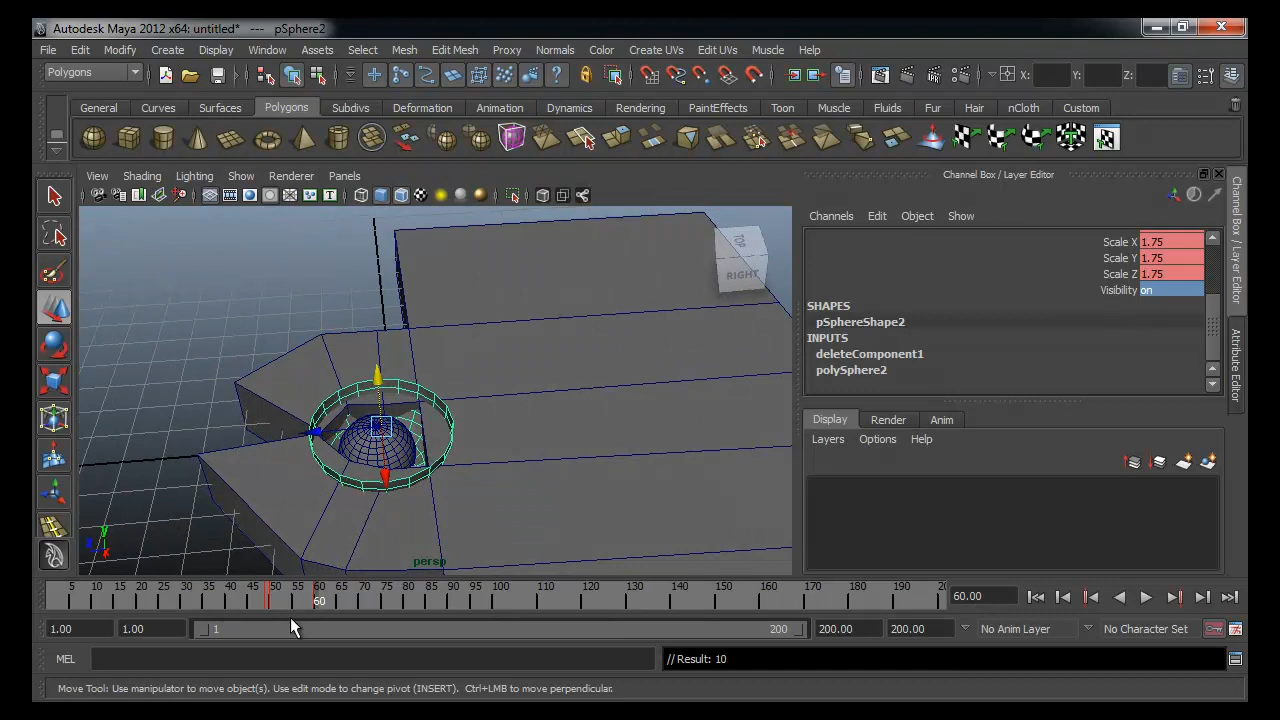 Autodesk Maya 2012 x64: untitled* --- pSphere2
File Edit Modify Create Display Window Assets Select Mesh Edit Mesh Proxy Normals Color Create UVs Edit UVs Muscle Help
Polygons X: Y: Z:
General Curves Surfaces Polygons Subdivs Deformation Animation Dynamics Rendering PaintEffects Toon Muscle Fluids Fur Hair nCloth Custom
View Shading Lighting Show Renderer Panels
Channel Box / Layer Editor
Channels Edit Object Show
Scale X 1.75
Scale Y 1.75
Scale Z 1.75
Visibility on
SHAPES
pSphereShape2
INPUTS
deleteComponent1
polySphere2
Display Render Anim
Layers Options Help
Channel Box / Layer Editor
Attribute Editor
TOP
RIGHT
y
persp
5 10 15 20 25 30 35 40 45 50 55 60 65 70 75 80 85 90 95 100 110 120 130 140 150 160 170 180 190 20
60
60.00
1.00 1.00 1 200 200.00 200.00 No Anim Layer No Character Set
MEL // Result: 10
Move Tool: Use manipulator to move object(s). Use edit mode to change pivot (INSERT). Ctrl+LMB to move perpendicular.